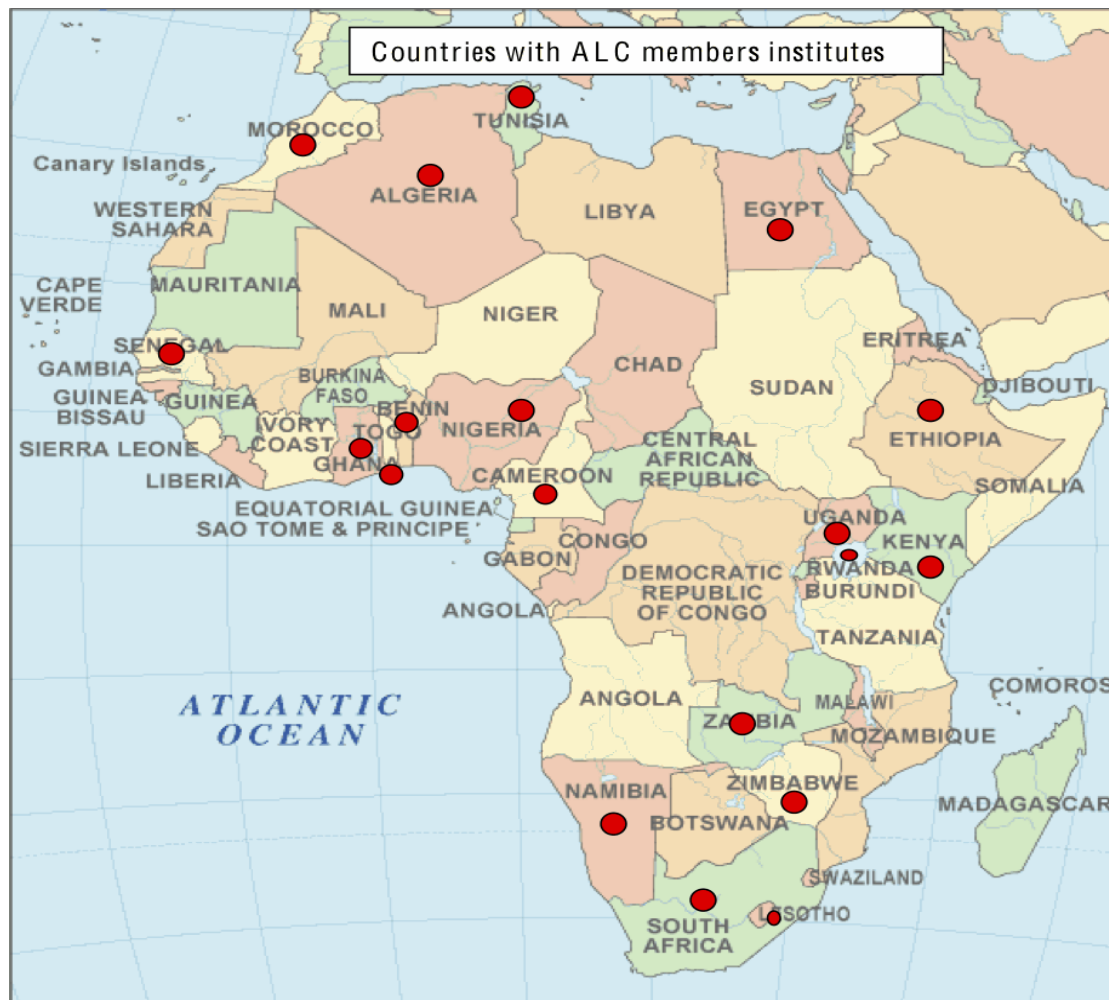 Countries with ALC members institutes
TUNISIA
MOROCCO
Canary Islands
ALGERIA
LIBYA
EGYPT
WESTERN
SAHARA
CAPE
VERDE
MAURITANIA
MALI
NIGER
CHAD
SUDAN
ERITREA
SENEGAL
GAMBIA
GUINEA
BISSAU
GUINEA
BURKINA
FASO
BENIN
DJIBOUTI
SIERRA LEONE
IVORY
COAST
TOGO
GHANA
NIGERIA
ETHIOPIA
LIBERIA
CAMEROON
CENTRAL
AFRICAN
REPUBLIC
SOMALIA
EQUATORIAL GUINEA
SAO TOME & PRINCIPE
UGANDA
KENYA
GABON
CONGO
RWANDA
DEMOCRATIC
REPUBLIC
OF CONGO
BURUNDI
ANGOLA
TANZANIA
ATLANTIC
OCEAN
ANGOLA
ZAMBIA
MALAWI
COMOROS
MOZAMBIQUE
NAMIBIA
ZIMBABWE
BOTSWANA
MADAGASCAR
SWAZILAND
LESOTHO
SOUTH
AFRICA